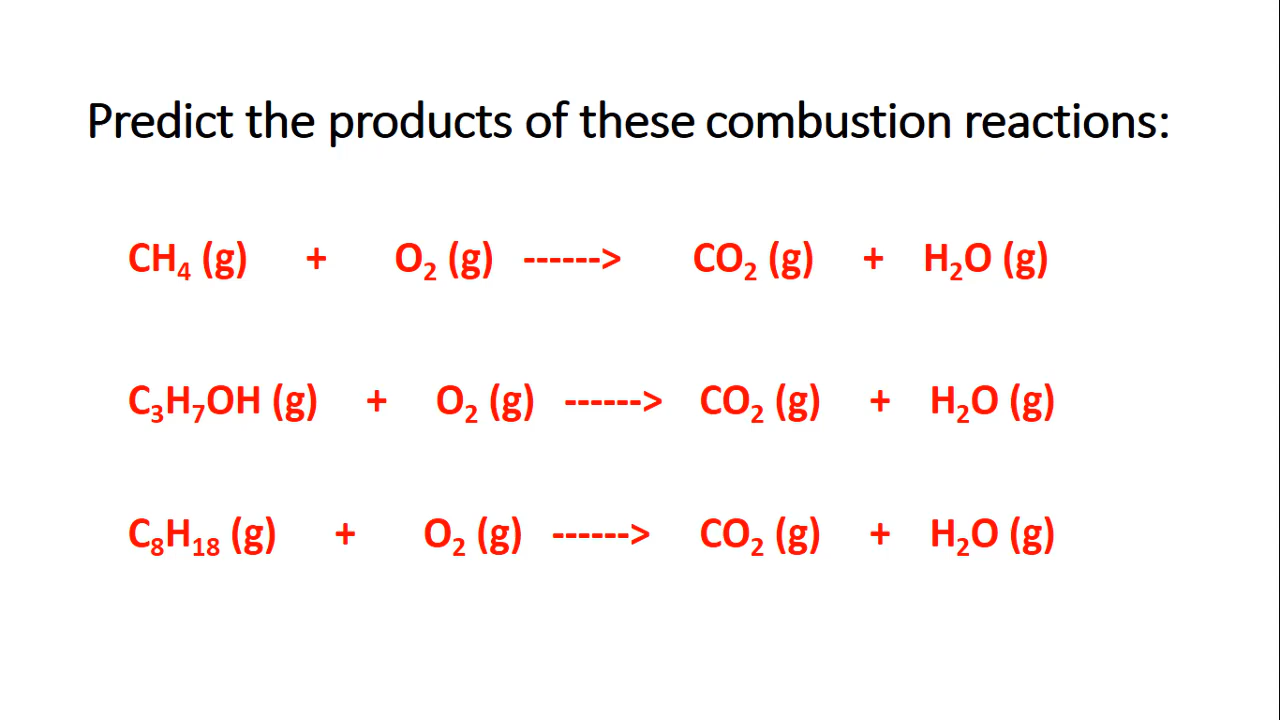 Predict the products of these combustion reactions:
CH₄ (g) + O₂ (g) ------> CO₂ (g) + H₂O (g)
C₃H₇OH (g) + O₂ (g) ------> CO₂ (g) + H₂O (g)
C₈H₁₈ (g) + O₂ (g) ------> CO₂ (g) + H₂O (g)